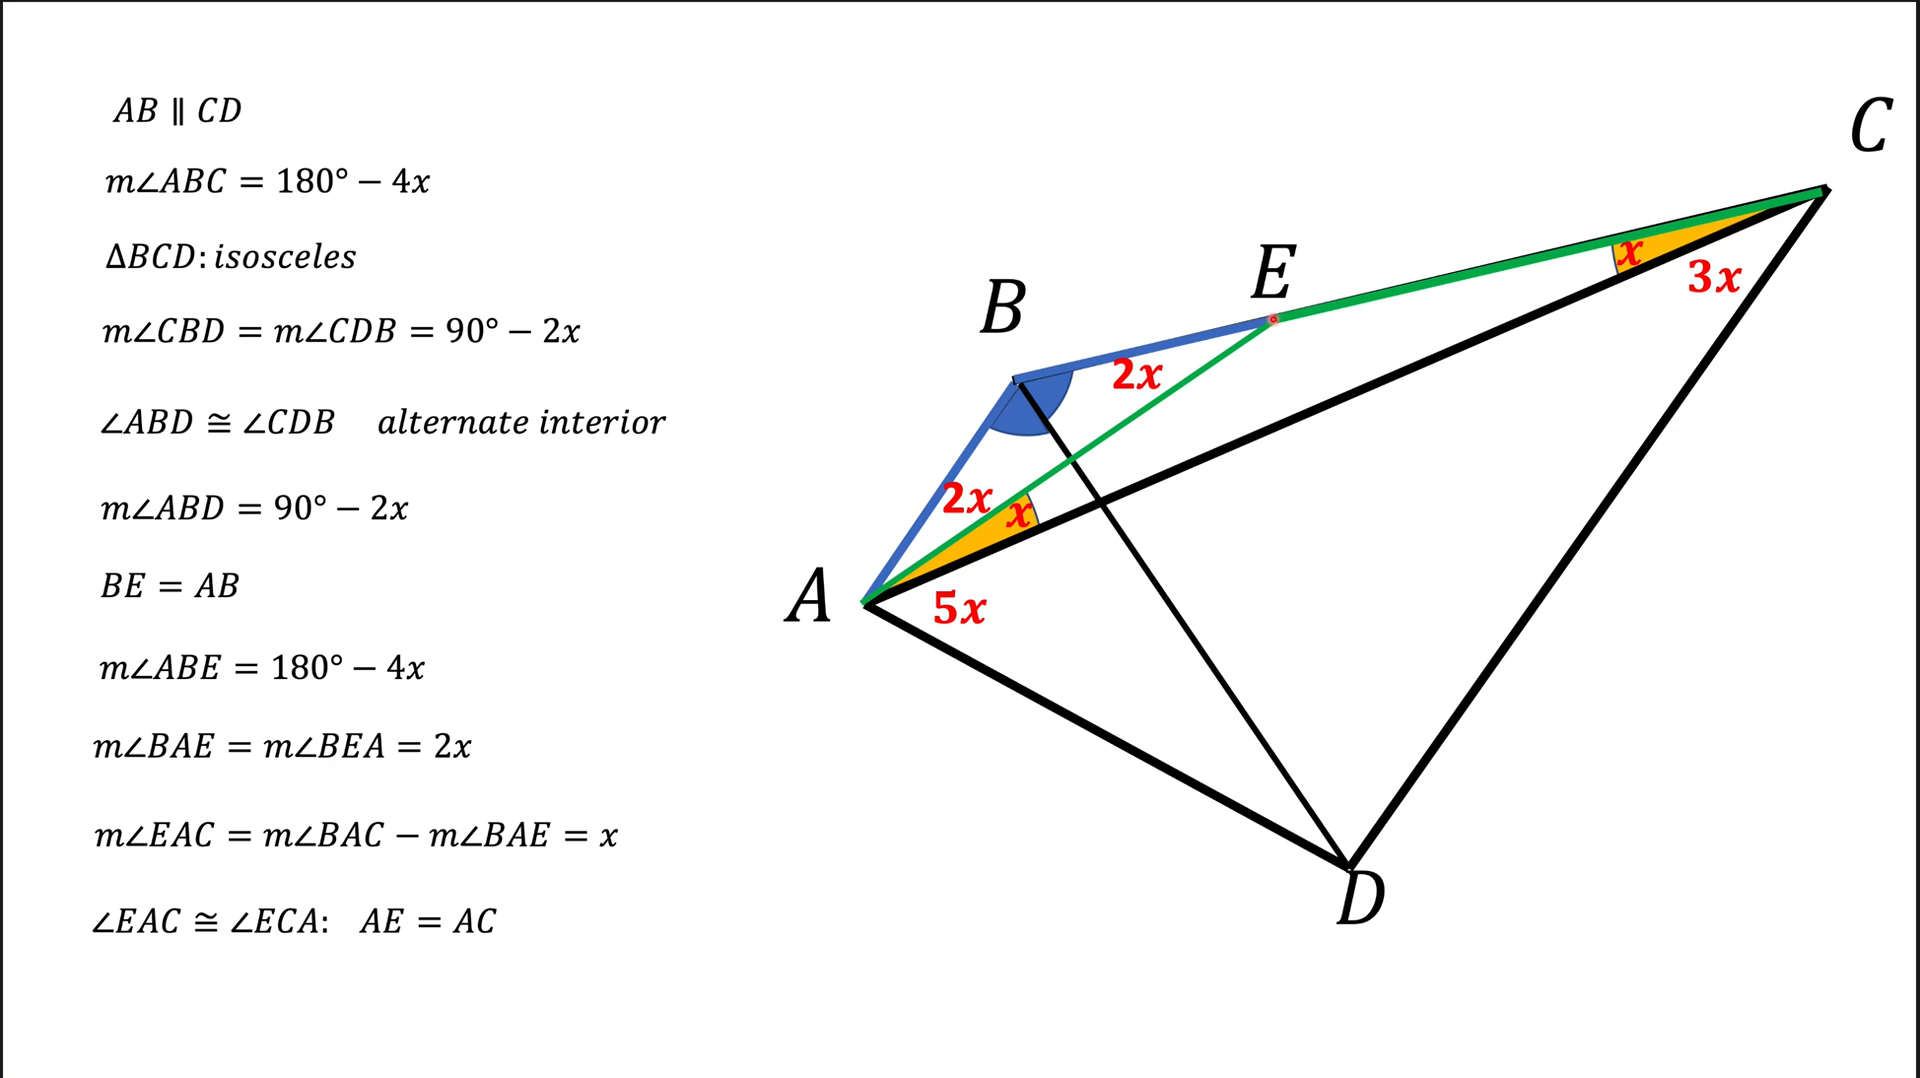 AB ∥ CD
m∠ABC = 180° − 4x
ΔBCD: isosceles
m∠CBD = m∠CDB = 90° − 2x
∠ABD ≅ ∠CDB alternate interior
m∠ABD = 90° − 2x
BE = AB
m∠ABE = 180° − 4x
m∠BAE = m∠BEA = 2x
m∠EAC = m∠BAC − m∠BAE = x
∠EAC ≅ ∠ECA: AE = AC
C
E
x
3x
B
2x
2x
x
A
5x
D